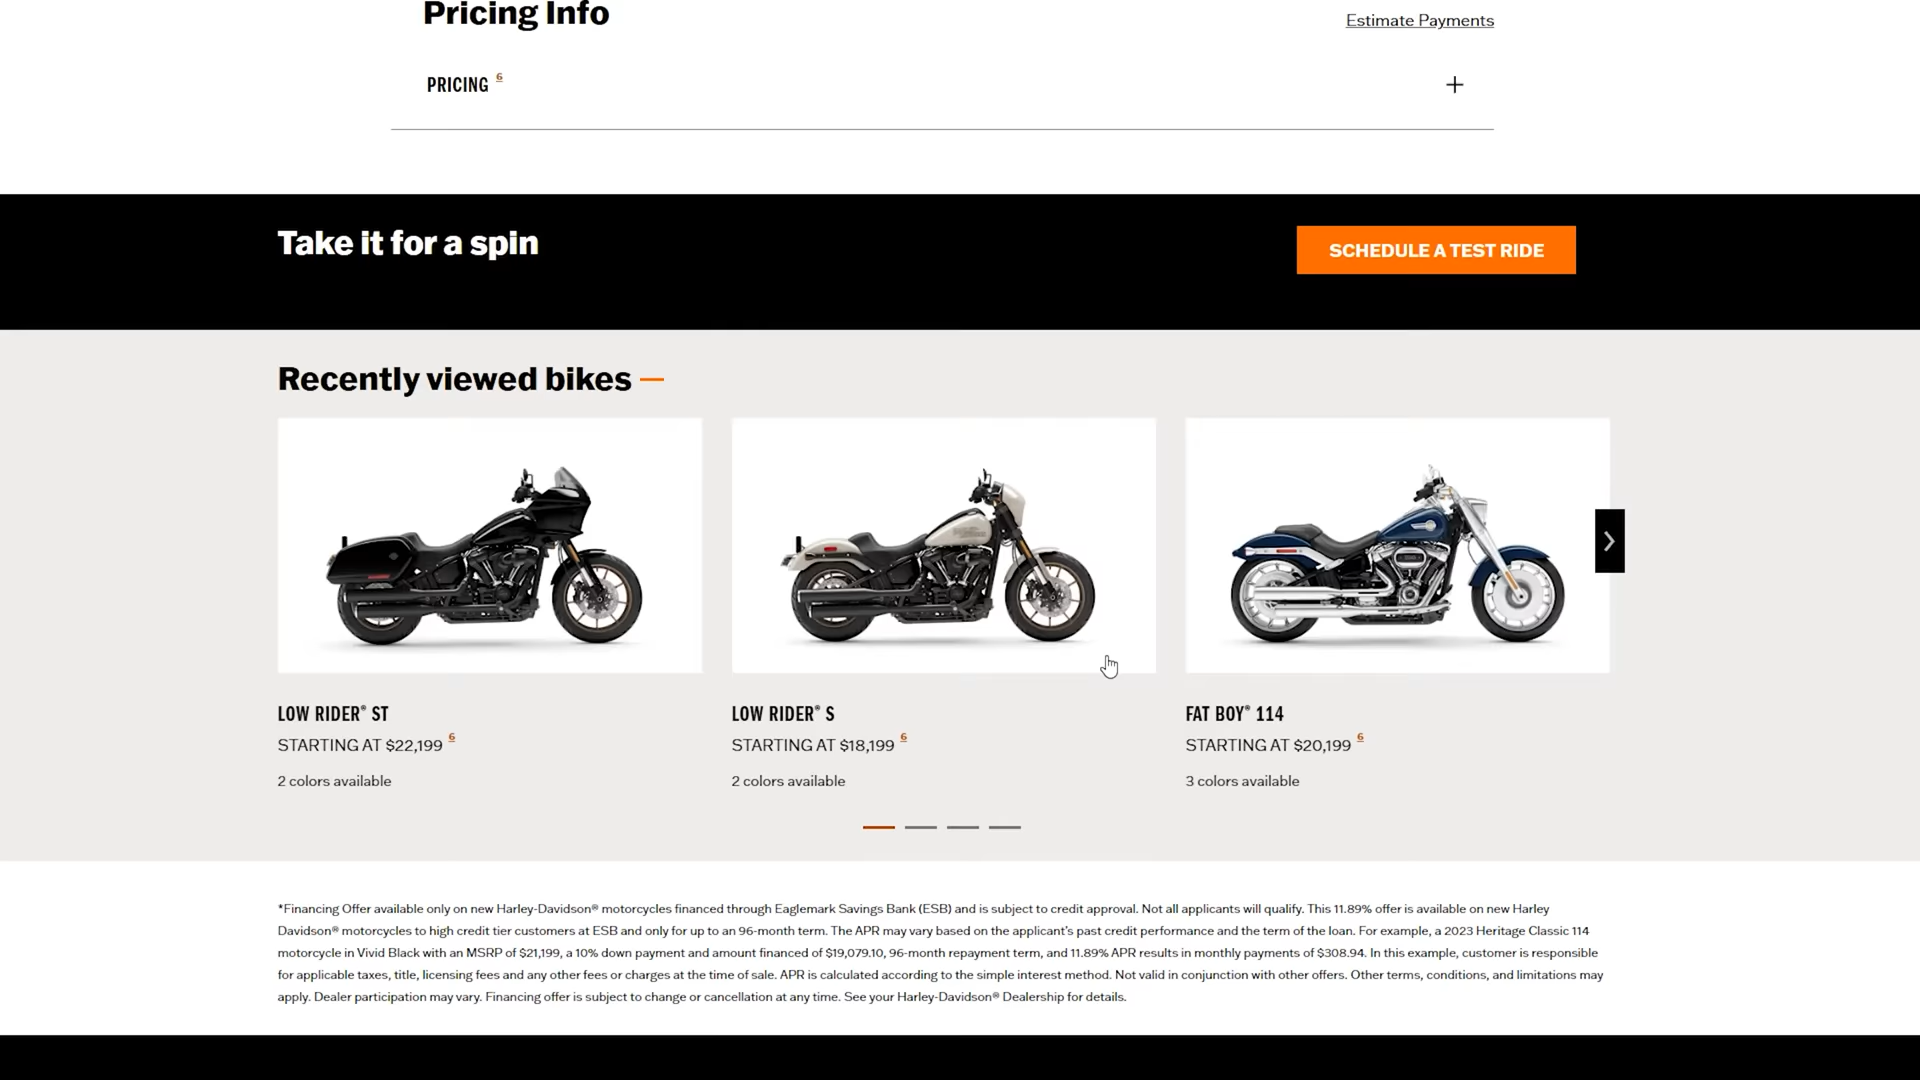 Pricing Info
Estimate Payments
PRICING 6
Take it for a spin
SCHEDULE A TEST RIDE
Recently viewed bikes
LOW RIDER® ST
STARTING AT $22,199 6
2 colors available
LOW RIDER® S
STARTING AT $18,199 6
2 colors available
FAT BOY® 114
STARTING AT $20,199 6
3 colors available
*Financing Offer available only on new Harley-Davidson® motorcycles financed through Eaglemark Savings Bank (ESB) and is subject to credit approval. Not all applicants will qualify. This 11.89% offer is available on new Harley
Davidson® motorcycles to high credit tier customers at ESB and only for up to an 96-month term. The APR may vary based on the applicant's past credit performance and the term of the loan. For example, a 2023 Heritage Classic 114
motorcycle in Vivid Black with an MSRP of $21,199, a 10% down payment and amount financed of $19,079.10, 96-month repayment term, and 11.89% APR results in monthly payments of $308.94. In this example, customer is responsible
for applicable taxes, title, licensing fees and any other fees or charges at the time of sale. APR is calculated according to the simple interest method. Not valid in conjunction with other offers. Other terms, conditions, and limitations may
apply. Dealer participation may vary. Financing offer is subject to change or cancellation at any time. See your Harley-Davidson® Dealership for details.